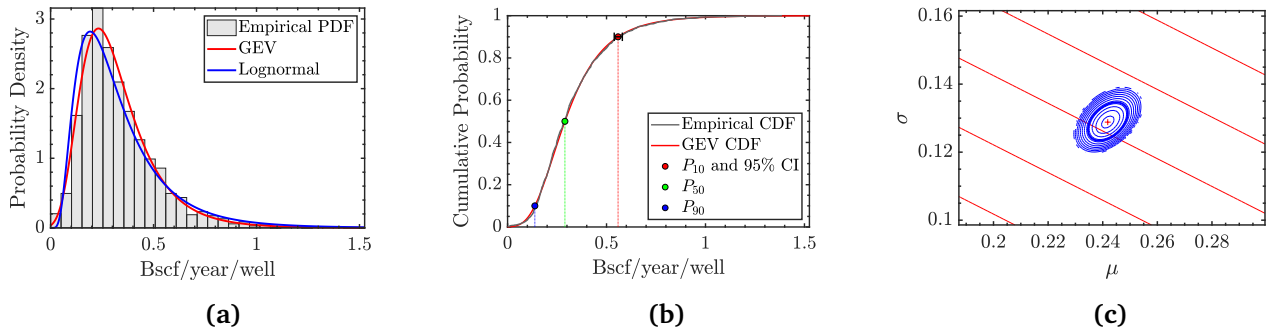 3
2
1
0
0
0.5
1
1.5
Probability Density
Bscf/year/well
Empirical PDF
GEV
Lognormal
(a)
1
0.8
0.6
0.4
0.2
0
0
0.5
1
1.5
Cumulative Probability
Bscf/year/well
Empirical CDF
GEV CDF
P10 and 95% CI
P50
P90
(b)
0.16
0.14
0.12
0.1
0.2
0.22
0.24
0.26
0.28
σ
μ
(c)